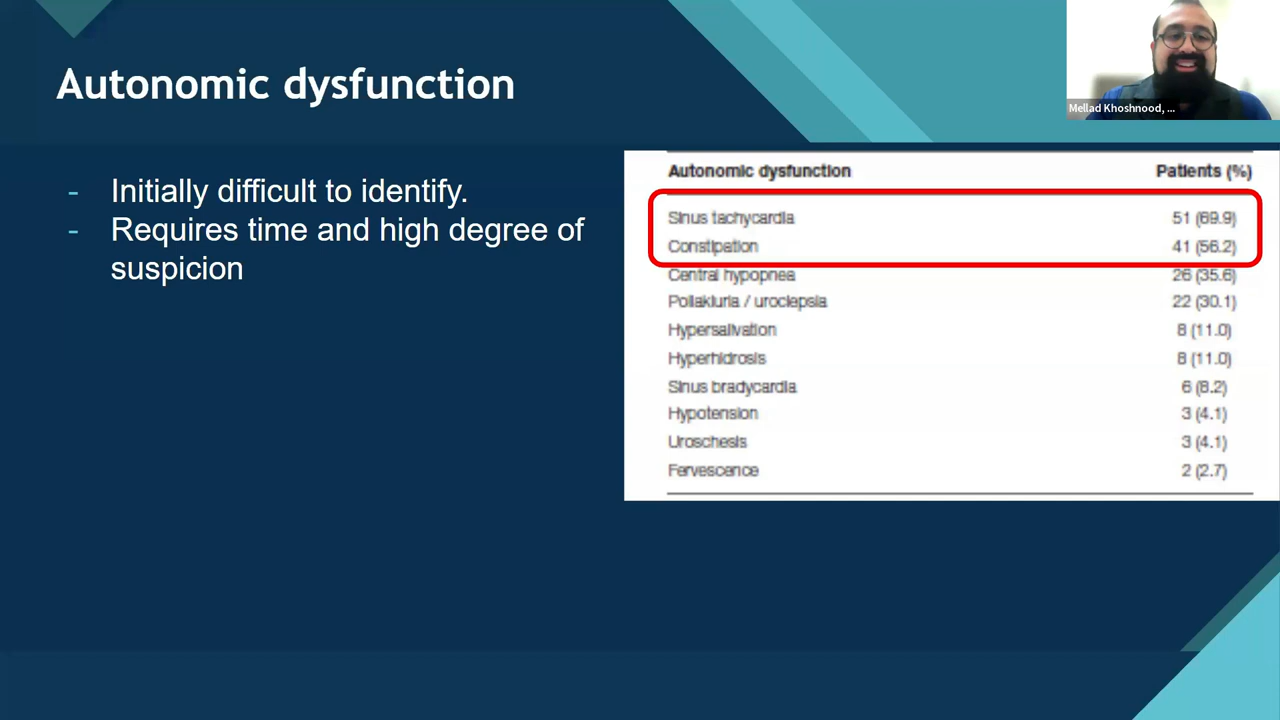 Autonomic dysfunction
Mellad Khoshnood, ...
- Initially difficult to identify.
- Requires time and high degree of
suspicion
Autonomic dysfunction Patients (%)
Sinus tachycardia 51 (69.9)
Constipation 41 (56.2)
Central hypopnea 26 (35.6)
Pollakiuria / uroclepsia 22 (30.1)
Hypersalivation 8 (11.0)
Hyperhidrosis 8 (11.0)
Sinus bradycardia 6 (8.2)
Hypotension 3 (4.1)
Uroschesis 3 (4.1)
Fervescence 2 (2.7)